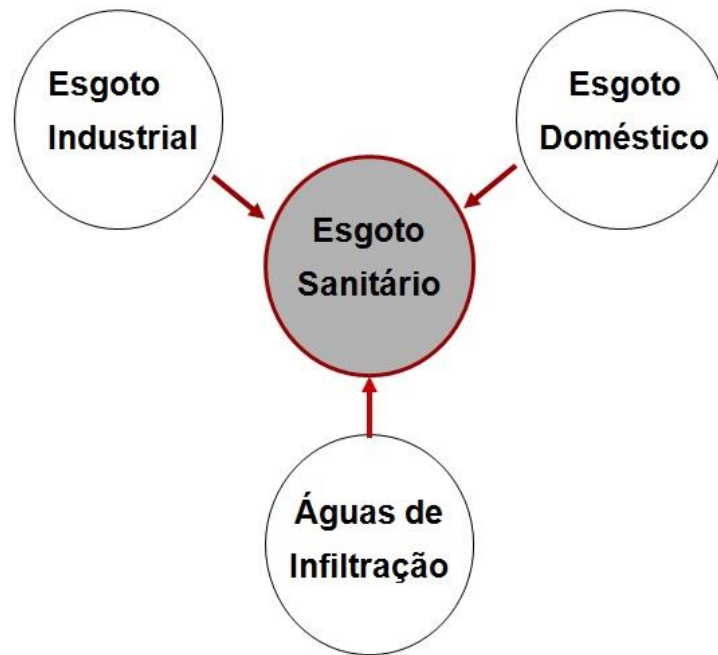 Esgoto
Industrial
Esgoto
Doméstico
Esgoto
Sanitário
Águas de
Infiltração